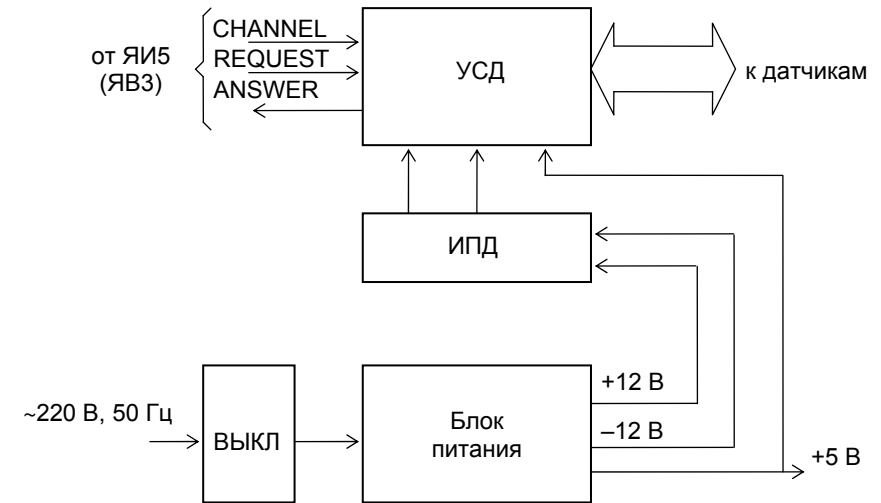 CHANNEL
от ЯИ5
REQUEST
УСД
(ЯВ3)
к датчикам
ANSWER
ИПД
+12 В
~220 В, 50 Гц
ВЫКЛ
Блок
питания
–12 В
+5 В